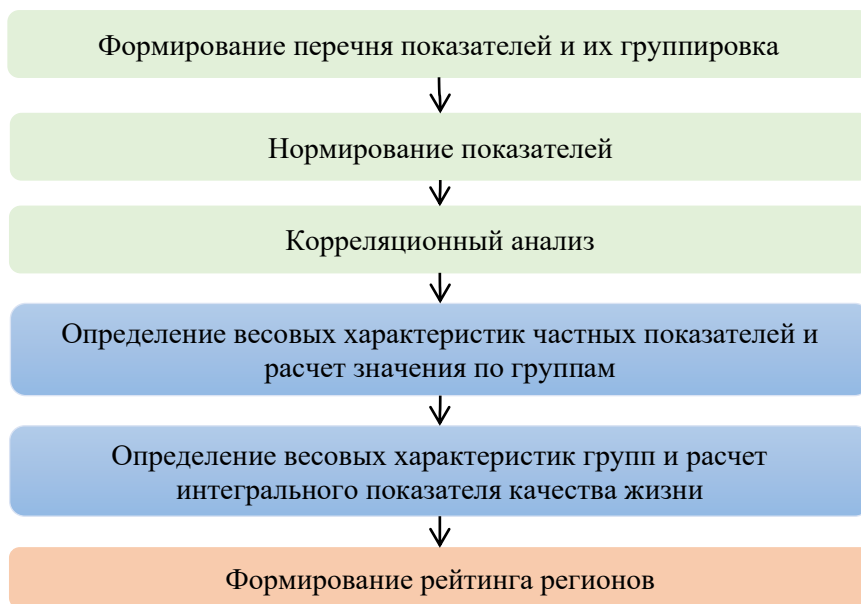 Формирование перечня показателей и их группировка
Нормирование показателей
Корреляционный анализ
Определение весовых характеристик частных показателей и
расчет значения по группам
Определение весовых характеристик групп и расчет
интегрального показателя качества жизни
Формирование рейтинга регионов